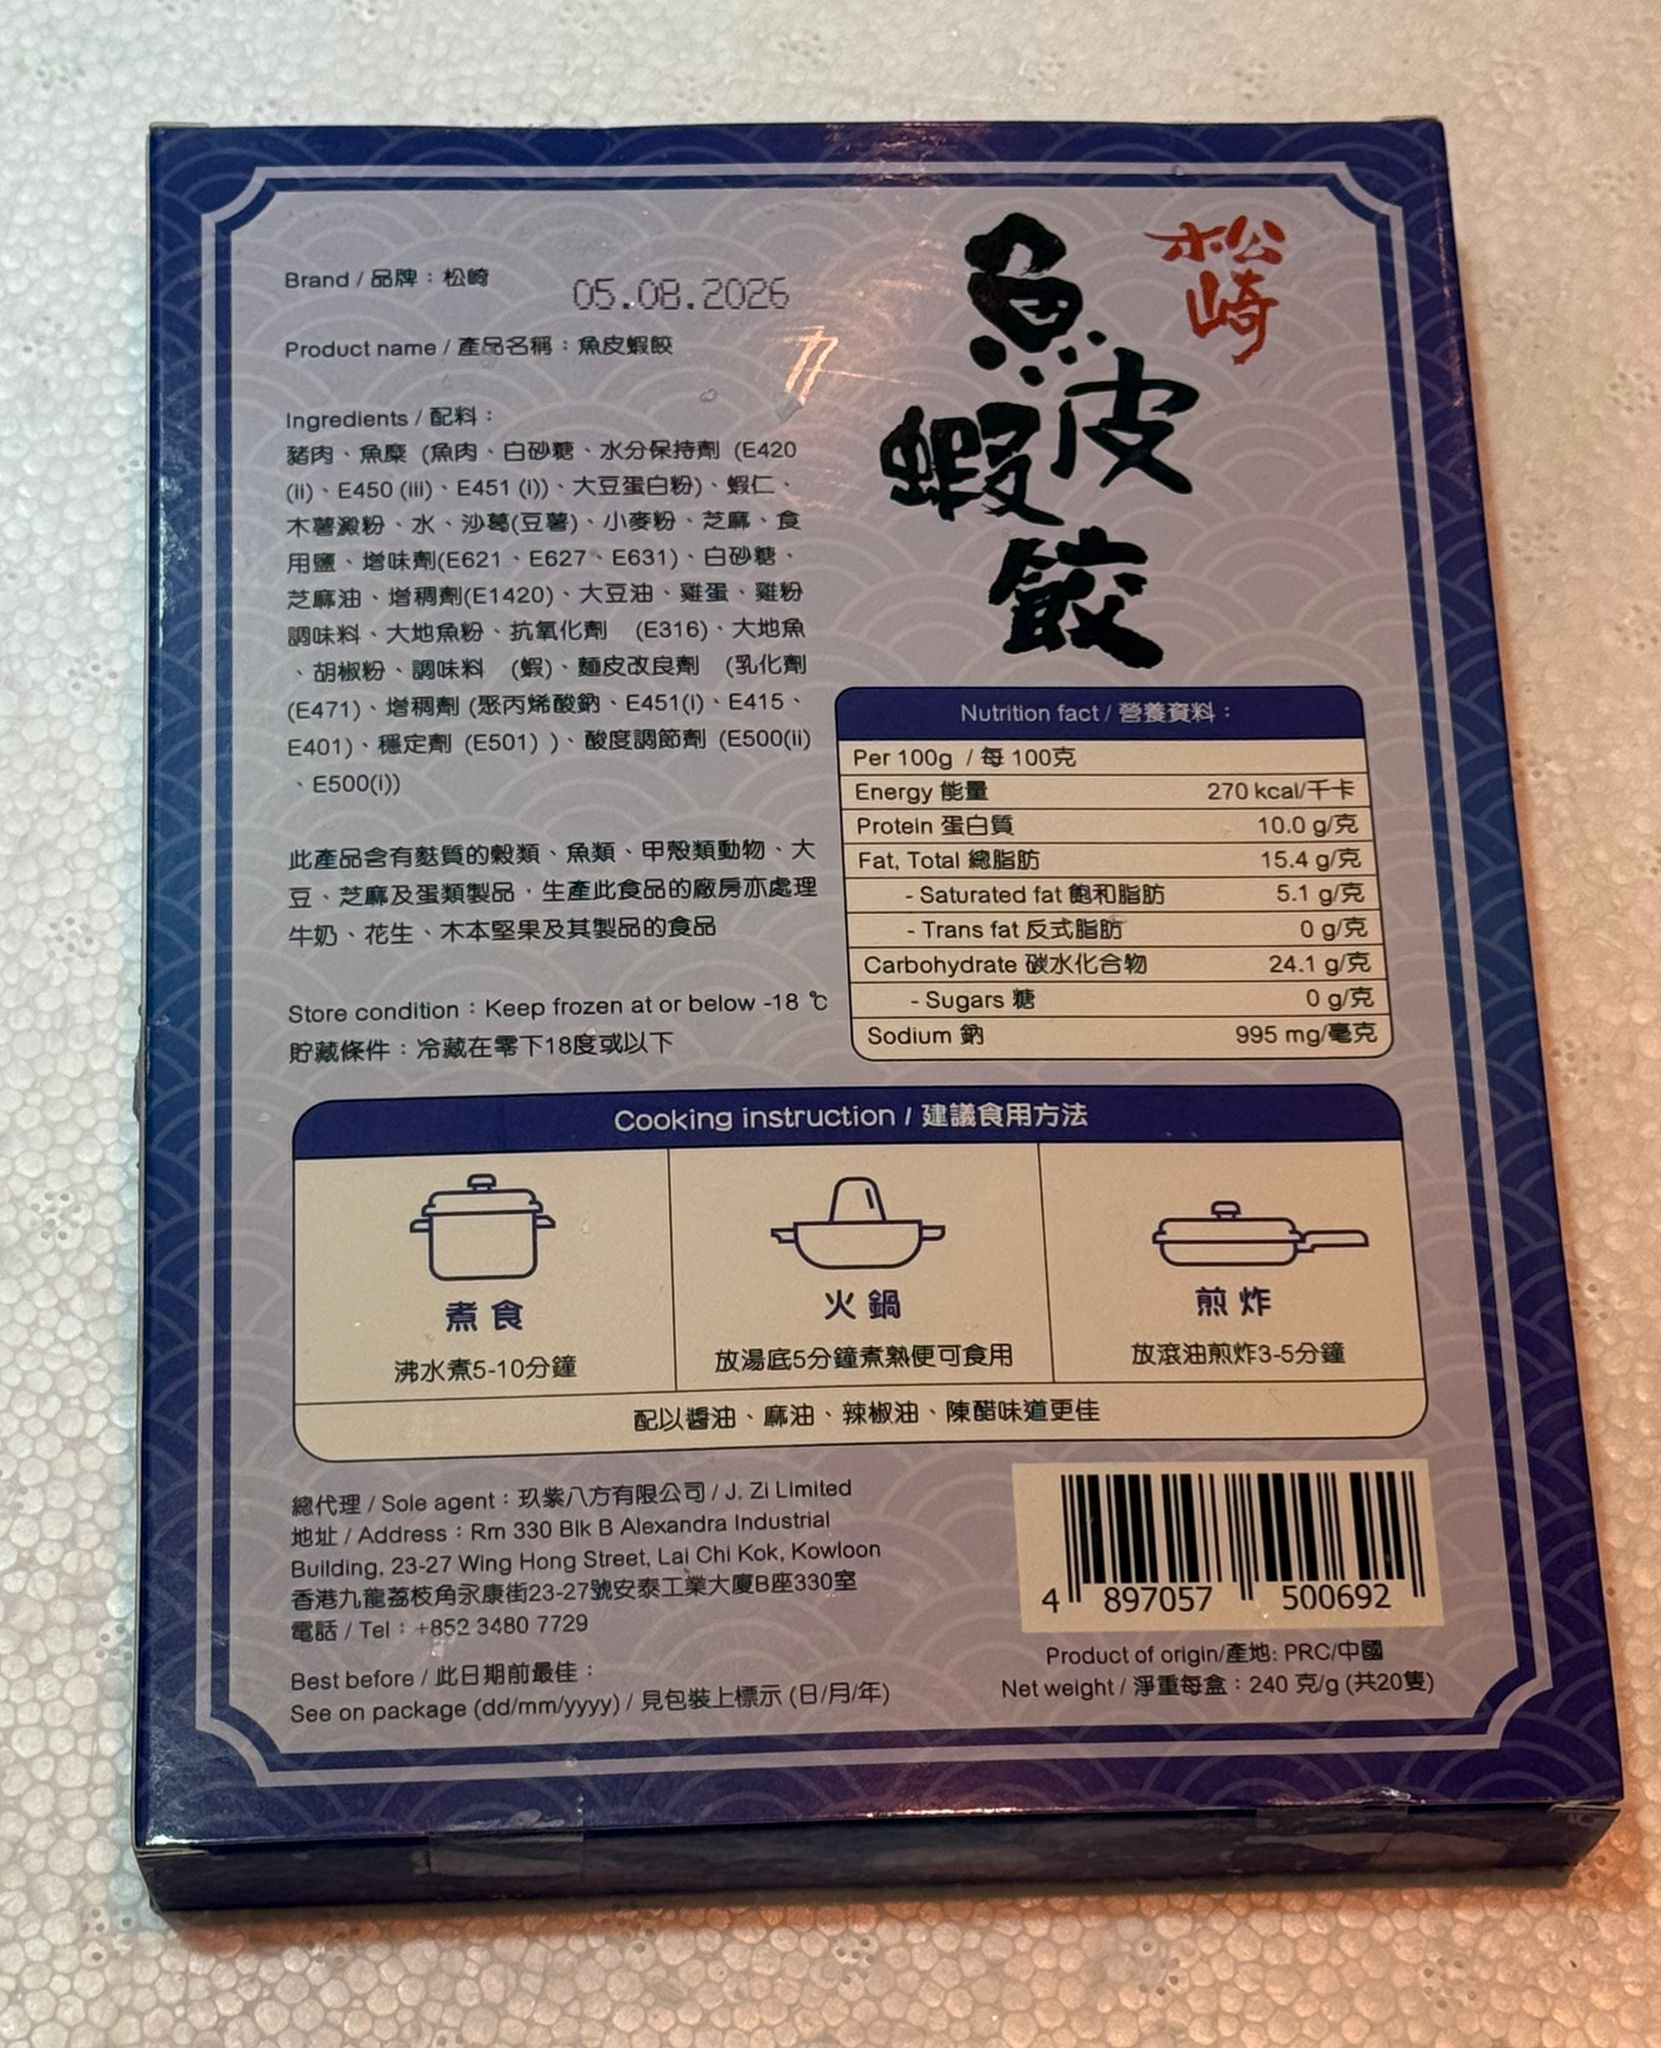 松崎
魚皮蝦餃
Brand / 品牌：松崎
05.08.2026
Product name / 產品名稱：魚皮蝦餃
Ingredients / 配料：
豬肉、魚糜 (魚肉、白砂糖、水分保持劑 (E420
(ii)、E450 (iii)、E451 (i))、大豆蛋白粉)、蝦仁、
木薯澱粉、水、沙葛(豆薯)、小麥粉、芝麻、食
用鹽、增味劑(E621、E627、E631)、白砂糖、
芝麻油、增稠劑(E1420)、大豆油、雞蛋、雞粉
調味料、大地魚粉、抗氧化劑 (E316)、大地魚
、胡椒粉、調味料 (蝦)、麵皮改良劑 (乳化劑
(E471)、增稠劑 (聚丙烯酸鈉、E451(i)、E415、
E401)、穩定劑 (E501) )、酸度調節劑 (E500(ii)
、E500(i))
此產品含有麩質的穀類、魚類、甲殼類動物、大
豆、芝麻及蛋類製品，生產此食品的廠房亦處理
牛奶、花生、木本堅果及其製品的食品
Store condition：Keep frozen at or below -18 ℃
貯藏條件：冷藏在零下18度或以下
Nutrition fact / 營養資料：
Per 100g / 每 100克
Energy 能量 270 kcal/千卡
Protein 蛋白質 10.0 g/克
Fat, Total 總脂肪 15.4 g/克
- Saturated fat 飽和脂肪 5.1 g/克
- Trans fat 反式脂肪 0 g/克
Carbohydrate 碳水化合物 24.1 g/克
- Sugars 糖 0 g/克
Sodium 鈉 995 mg/毫克
Cooking instruction / 建議食用方法
煮食
沸水煮5-10分鐘
火鍋
放湯底5分鐘煮熟便可食用
煎炸
放滾油煎炸3-5分鐘
配以醬油、麻油、辣椒油、陳醋味道更佳
總代理 / Sole agent：玖紫八方有限公司 / J. Zi Limited
地址 / Address：Rm 330 Blk B Alexandra Industrial
Building, 23-27 Wing Hong Street, Lai Chi Kok, Kowloon
香港九龍荔枝角永康街23-27號安泰工業大廈B座330室
電話 / Tel：+852 3480 7729
Best before / 此日期前最佳：
See on package (dd/mm/yyyy) / 見包裝上標示 (日/月/年)
4 897057 500692
Product of origin/產地: PRC/中國
Net weight / 淨重每盒：240 克/g (共20隻)